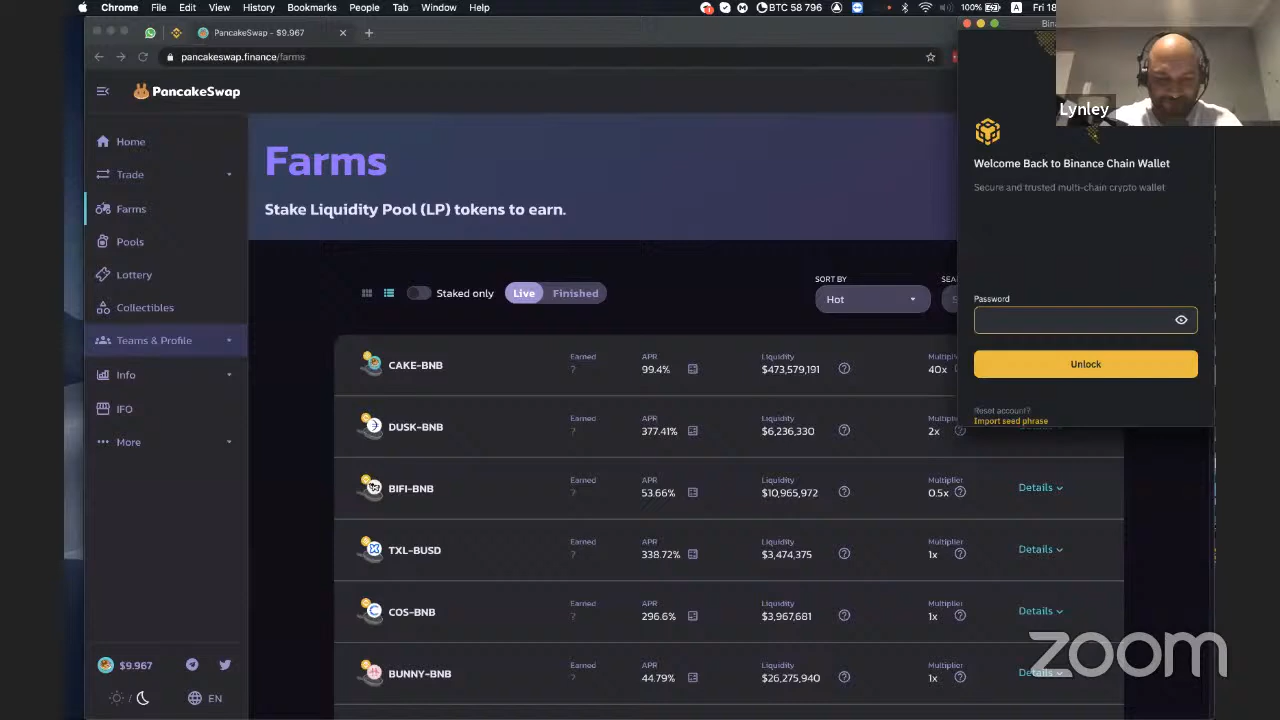 Chrome File Edit View History Bookmarks People Tab Window Help
BTC 58 796 100% A Fri 18
PancakeSwap - $9.967
pancakeswap.finance/farms
PancakeSwap
Home
Trade
Farms
Pools
Lottery
Collectibles
Teams & Profile
Info
IFO
More
$9.967
EN
Farms
Stake Liquidity Pool (LP) tokens to earn.
Staked only
Live Finished
SORT BY
Hot
CAKE-BNB
Earned
?
APR
99.4%
Liquidity
$473,579,191
40x
DUSK-BNB
Earned
?
APR
377.41%
Liquidity
$6,236,330
Multiplier
2x
BIFI-BNB
Earned
?
APR
53.66%
Liquidity
$10,965,972
Multiplier
0.5x
Details
TXL-BUSD
Earned
?
APR
338.72%
Liquidity
$3,474,375
Multiplier
1x
Details
COS-BNB
Earned
?
APR
296.6%
Liquidity
$3,967,681
Multiplier
1x
Details
BUNNY-BNB
Earned
?
APR
44.79%
Liquidity
$26,275,940
Multiplier
1x
Details
Lynley
Welcome Back to Binance Chain Wallet
Secure and trusted multi-chain crypto wallet
Password
Unlock
Reset account?
Import seed phrase
zoom